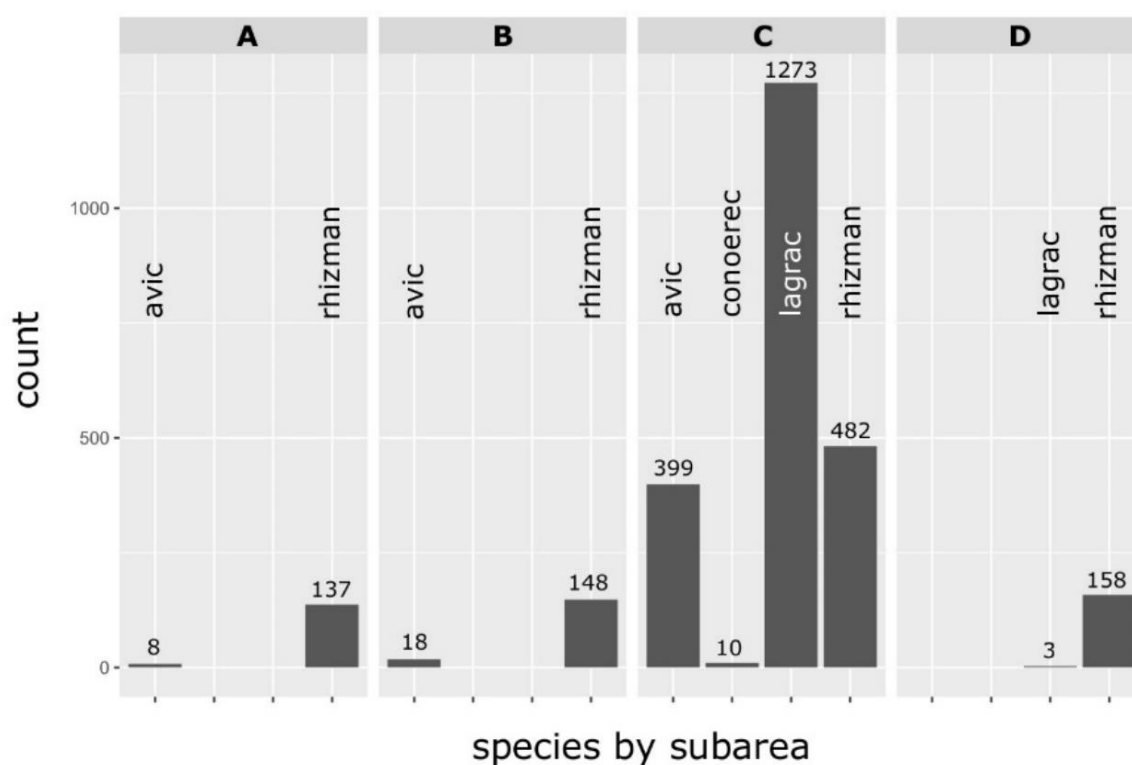 A B C D
1273
1000
avic rhizman avic rhizman avic conoerec lagrac rhizman lagrac rhizman
count
500
482
399
137 148 158
8 18 10 3
0
species by subarea